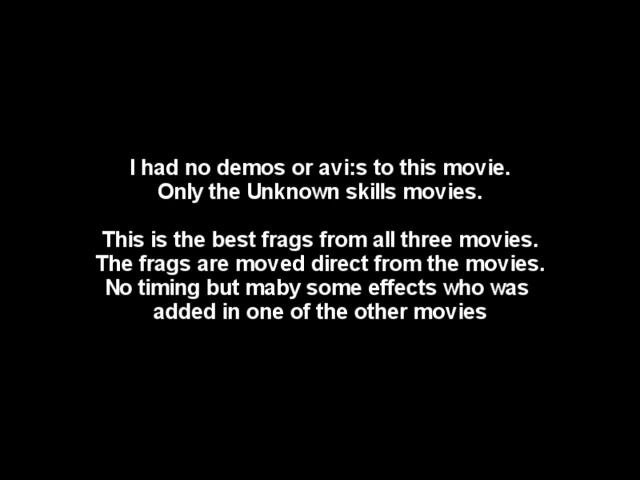 I had no demos or avi:s to this movie.
Only the Unknown skills movies.
This is the best frags from all three movies.
The frags are moved direct from the movies.
No timing but maby some effects who was
added in one of the other movies